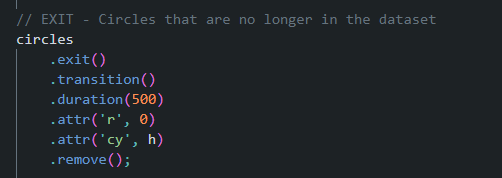 // EXIT - Circles that are no longer in the dataset
circles
.exit()
.transition()
.duration(500)
.attr('r', 0)
.attr('cy', h)
.remove();